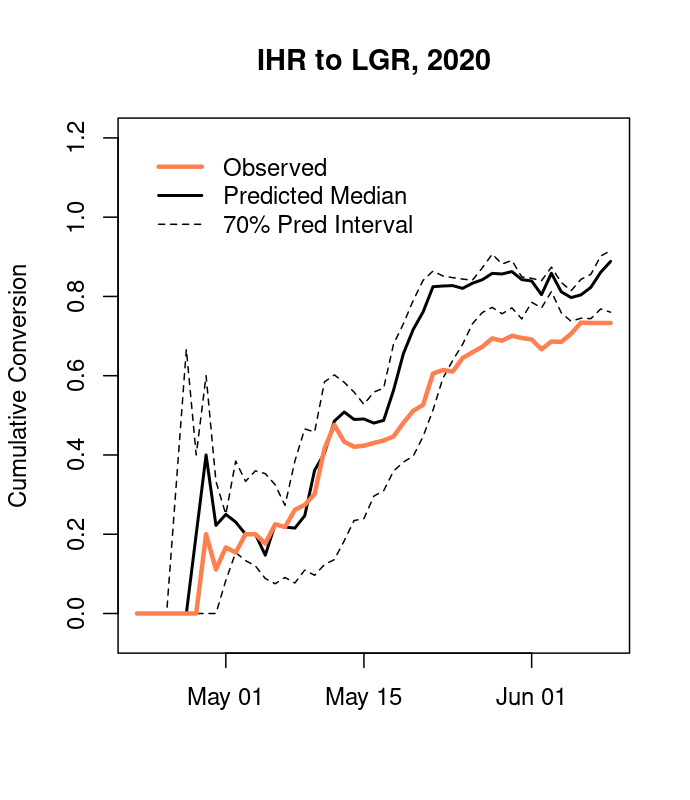 IHR to LGR, 2020
Observed
Predicted Median
70% Pred Interval
Cumulative Conversion
1.2
1.0
0.8
0.6
0.4
0.2
0.0
May 01
May 15
Jun 01